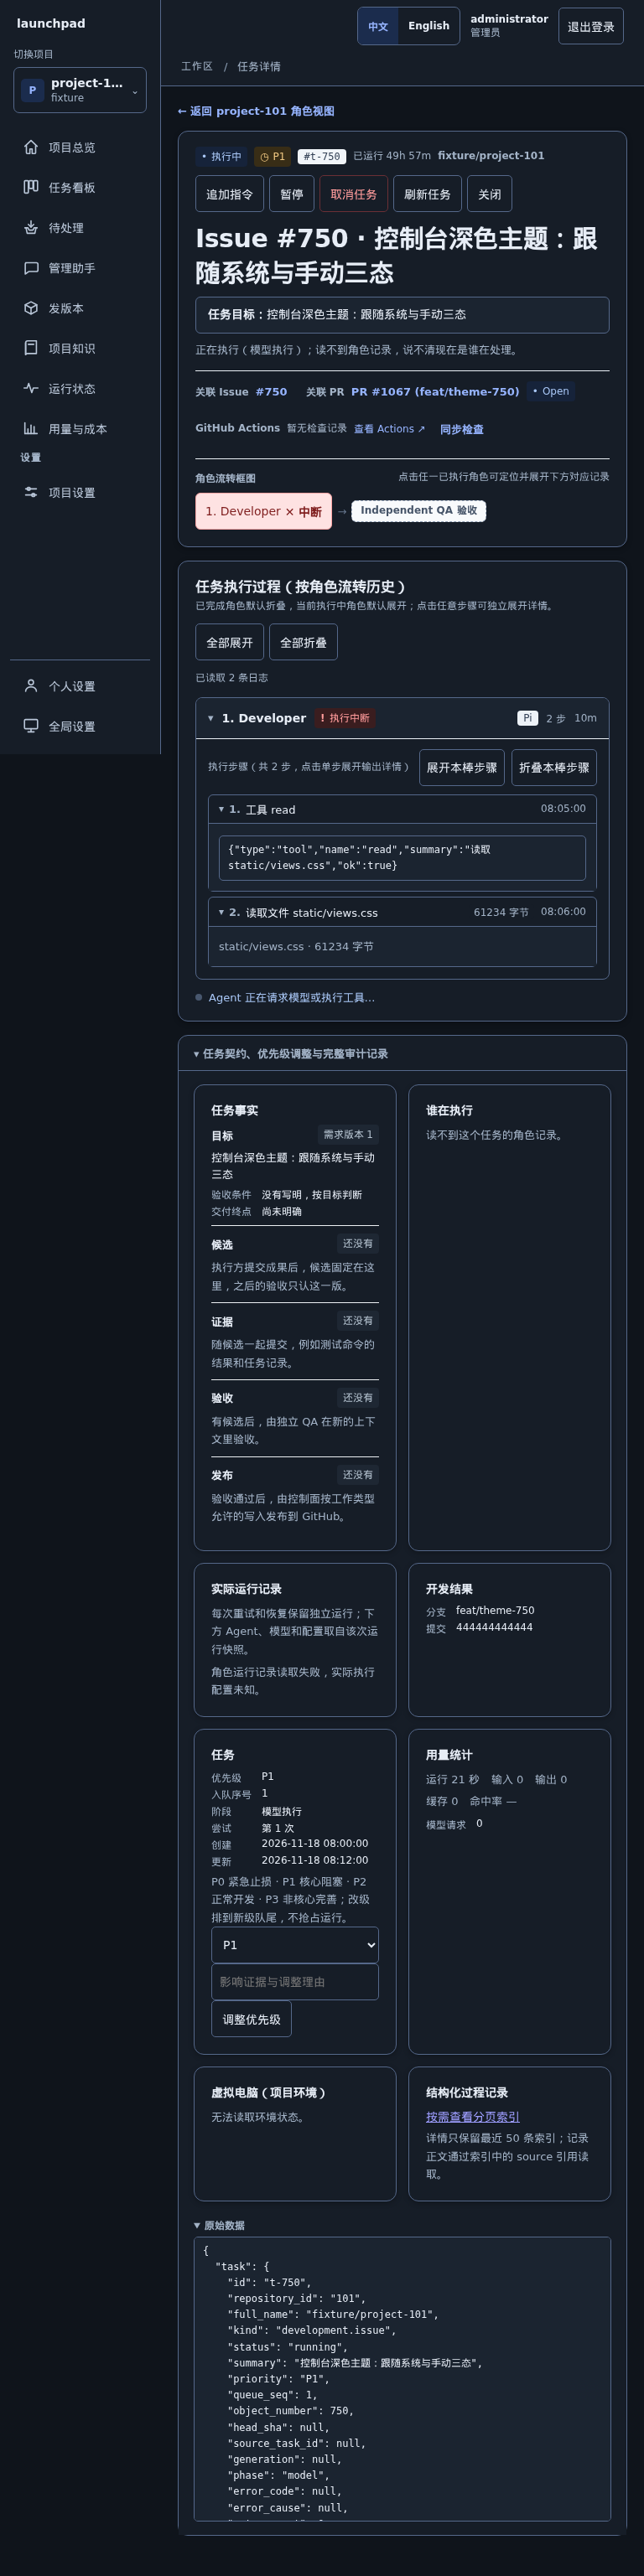 launchpad
切换项目
P
project-1...
fixture
项目总览
任务看板
待处理
管理助手
发版本
项目知识
运行状态
用量与成本
设置
项目设置
个人设置
全局设置
中文
English
administrator
管理员
退出登录
工作区 / 任务详情
← 返回 project-101 角色视图
• 执行中 P1 #t-750 已运行 49h 57m fixture/project-101
追加指令 暂停 取消任务 刷新任务 关闭
Issue #750 · 控制台深色主题：跟
随系统与手动三态
任务目标：控制台深色主题：跟随系统与手动三态
正在执行（模型执行）；读不到角色记录，说不清现在是谁在处理。
关联 Issue #750 关联 PR PR #1067 (feat/theme-750) • Open
GitHub Actions 暂无检查记录 查看 Actions ↗ 同步检查
角色流转框图
点击任一已执行角色可定位并展开下方对应记录
1. Developer × 中断 → Independent QA 验收
任务执行过程（按角色流转历史）
已完成角色默认折叠，当前执行中角色默认展开；点击任意步骤可独立展开详情。
全部展开 全部折叠
已读取 2 条日志
▾ 1. Developer ! 执行中断 Pi 2 步 10m
执行步骤（共 2 步，点击单步展开输出详情） 展开本棒步骤 折叠本棒步骤
▾ 1. 工具 read 08:05:00
{"type":"tool","name":"read","summary":"读取
static/views.css","ok":true}
▾ 2. 读取文件 static/views.css 61234 字节 08:06:00
static/views.css · 61234 字节
Agent 正在请求模型或执行工具...
▾ 任务契约、优先级调整与完整审计记录
任务事实
目标 需求版本 1
控制台深色主题：跟随系统与手动
三态
验收条件 没有写明，按目标判断
交付终点 尚未明确
候选 还没有
执行方提交成果后，候选固定在这
里，之后的验收只认这一版。
证据 还没有
随候选一起提交，例如测试命令的
结果和任务记录。
验收 还没有
有候选后，由独立 QA 在新的上下
文里验收。
发布 还没有
验收通过后，由控制面按工作类型
允许的写入发布到 GitHub。
谁在执行
读不到这个任务的角色记录。
实际运行记录
每次重试和恢复保留独立运行；下
方 Agent、模型和配置取自该次运
行快照。
角色运行记录读取失败，实际执行
配置未知。
开发结果
分支 feat/theme-750
提交 444444444444
任务
优先级 P1
入队序号 1
阶段 模型执行
尝试 第 1 次
创建 2026-11-18 08:00:00
更新 2026-11-18 08:12:00
P0 紧急止损 · P1 核心阻塞 · P2
正常开发 · P3 非核心完善；改级
排到新级队尾，不抢占运行。
P1
影响证据与调整理由
调整优先级
用量统计
运行 21 秒 输入 0 输出 0
缓存 0 命中率 —
模型请求 0
虚拟电脑（项目环境）
无法读取环境状态。
结构化过程记录
按需查看分页索引
详情只保留最近 50 条索引；记录
正文通过索引中的 source 引用读
取。
▼ 原始数据
{
"task": {
"id": "t-750",
"repository_id": "101",
"full_name": "fixture/project-101",
"kind": "development.issue",
"status": "running",
"summary": "控制台深色主题：跟随系统与手动三态",
"priority": "P1",
"queue_seq": 1,
"object_number": 750,
"head_sha": null,
"source_task_id": null,
"generation": null,
"phase": "model",
"error_code": null,
"error_cause": null,